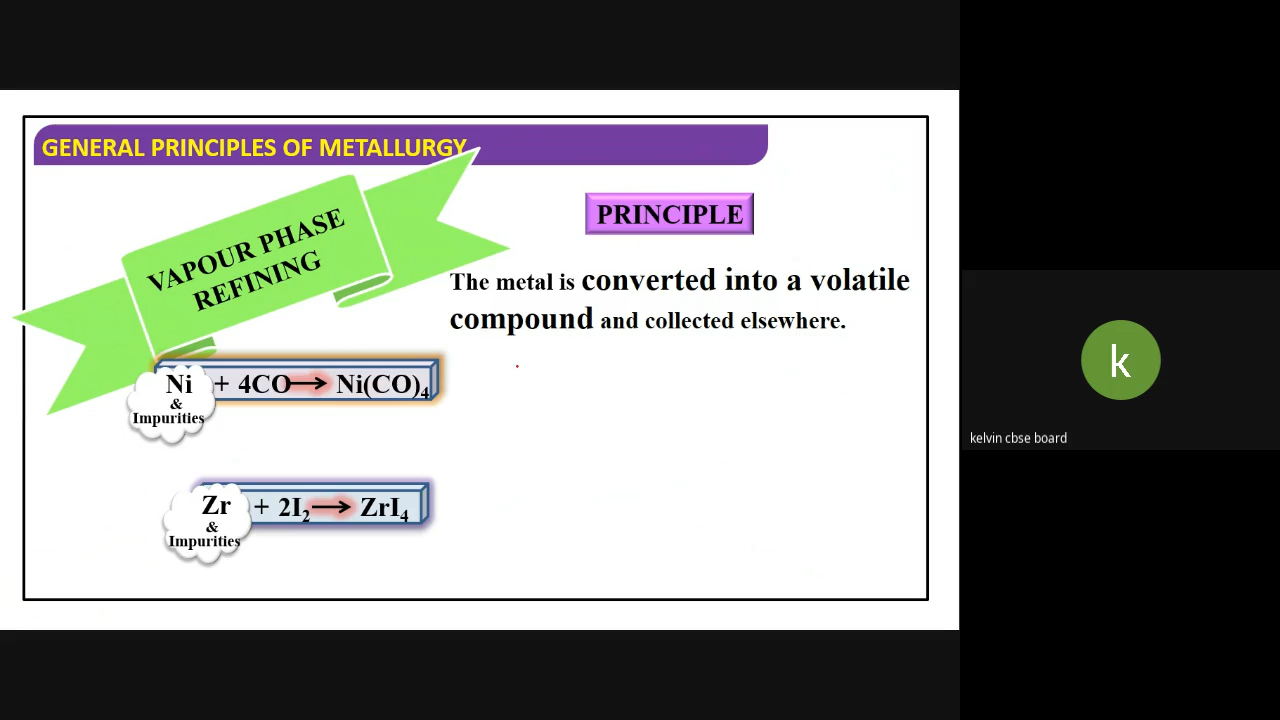 GENERAL PRINCIPLES OF METALLURGY
VAPOUR PHASE
REFINING
PRINCIPLE
The metal is converted into a volatile
compound and collected elsewhere.
Ni + 4CO → Ni(CO)₄
&
Impurities
Zr + 2I₂ → ZrI₄
&
Impurities
k
kelvin cbse board